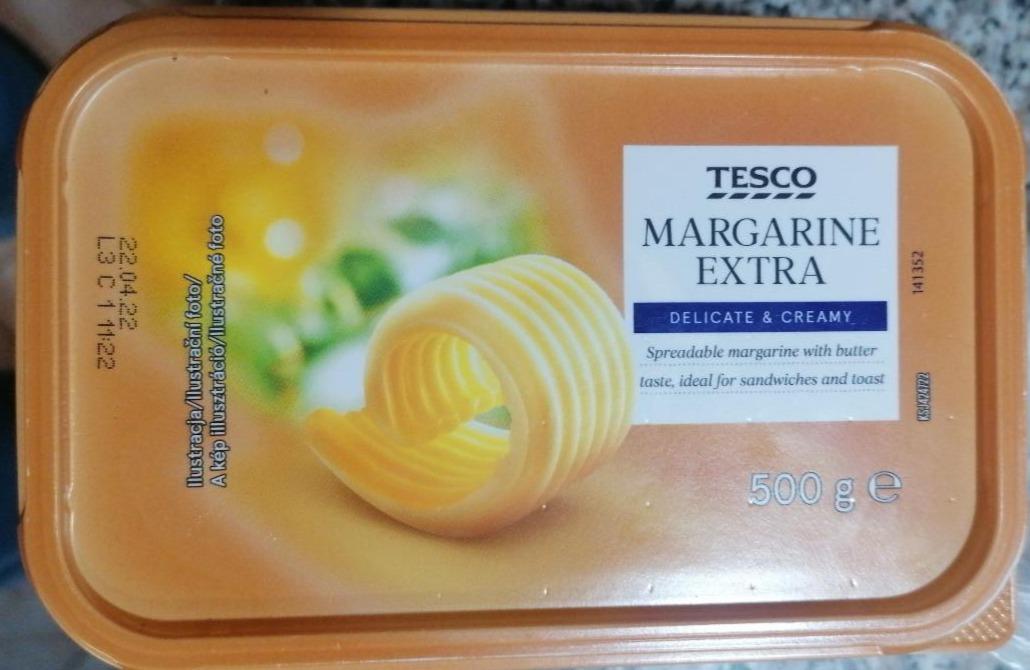 TESCO
MARGARINE
EXTRA
DELICATE & CREAMY
Spreadable margarine with butter
taste, ideal for sandwiches and toast
500 g ℮
141352
Ilustracja/Ilustrační foto/
A kép illusztráció/Ilustračné foto
22.04.22
L3 C 1 11:22